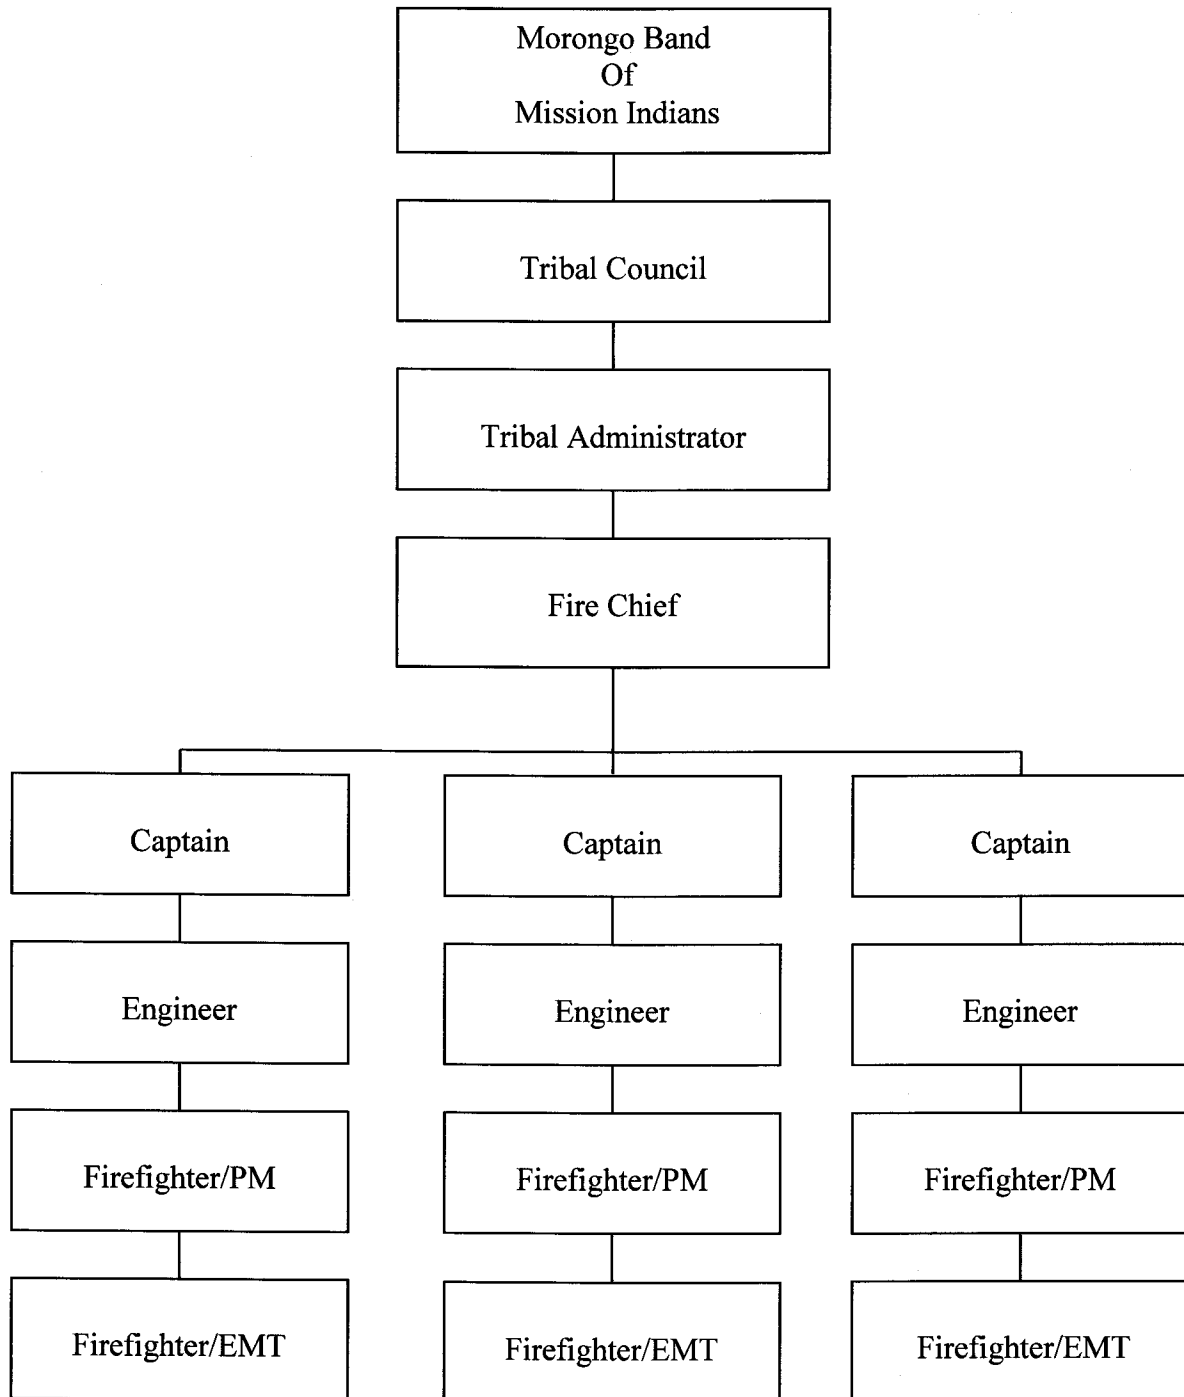 Morongo Band
Of
Mission Indians
Tribal Council
Tribal Administrator
Fire Chief
Captain
Captain
Captain
Engineer
Engineer
Engineer
Firefighter/PM
Firefighter/PM
Firefighter/PM
Firefighter/EMT
Firefighter/EMT
Firefighter/EMT